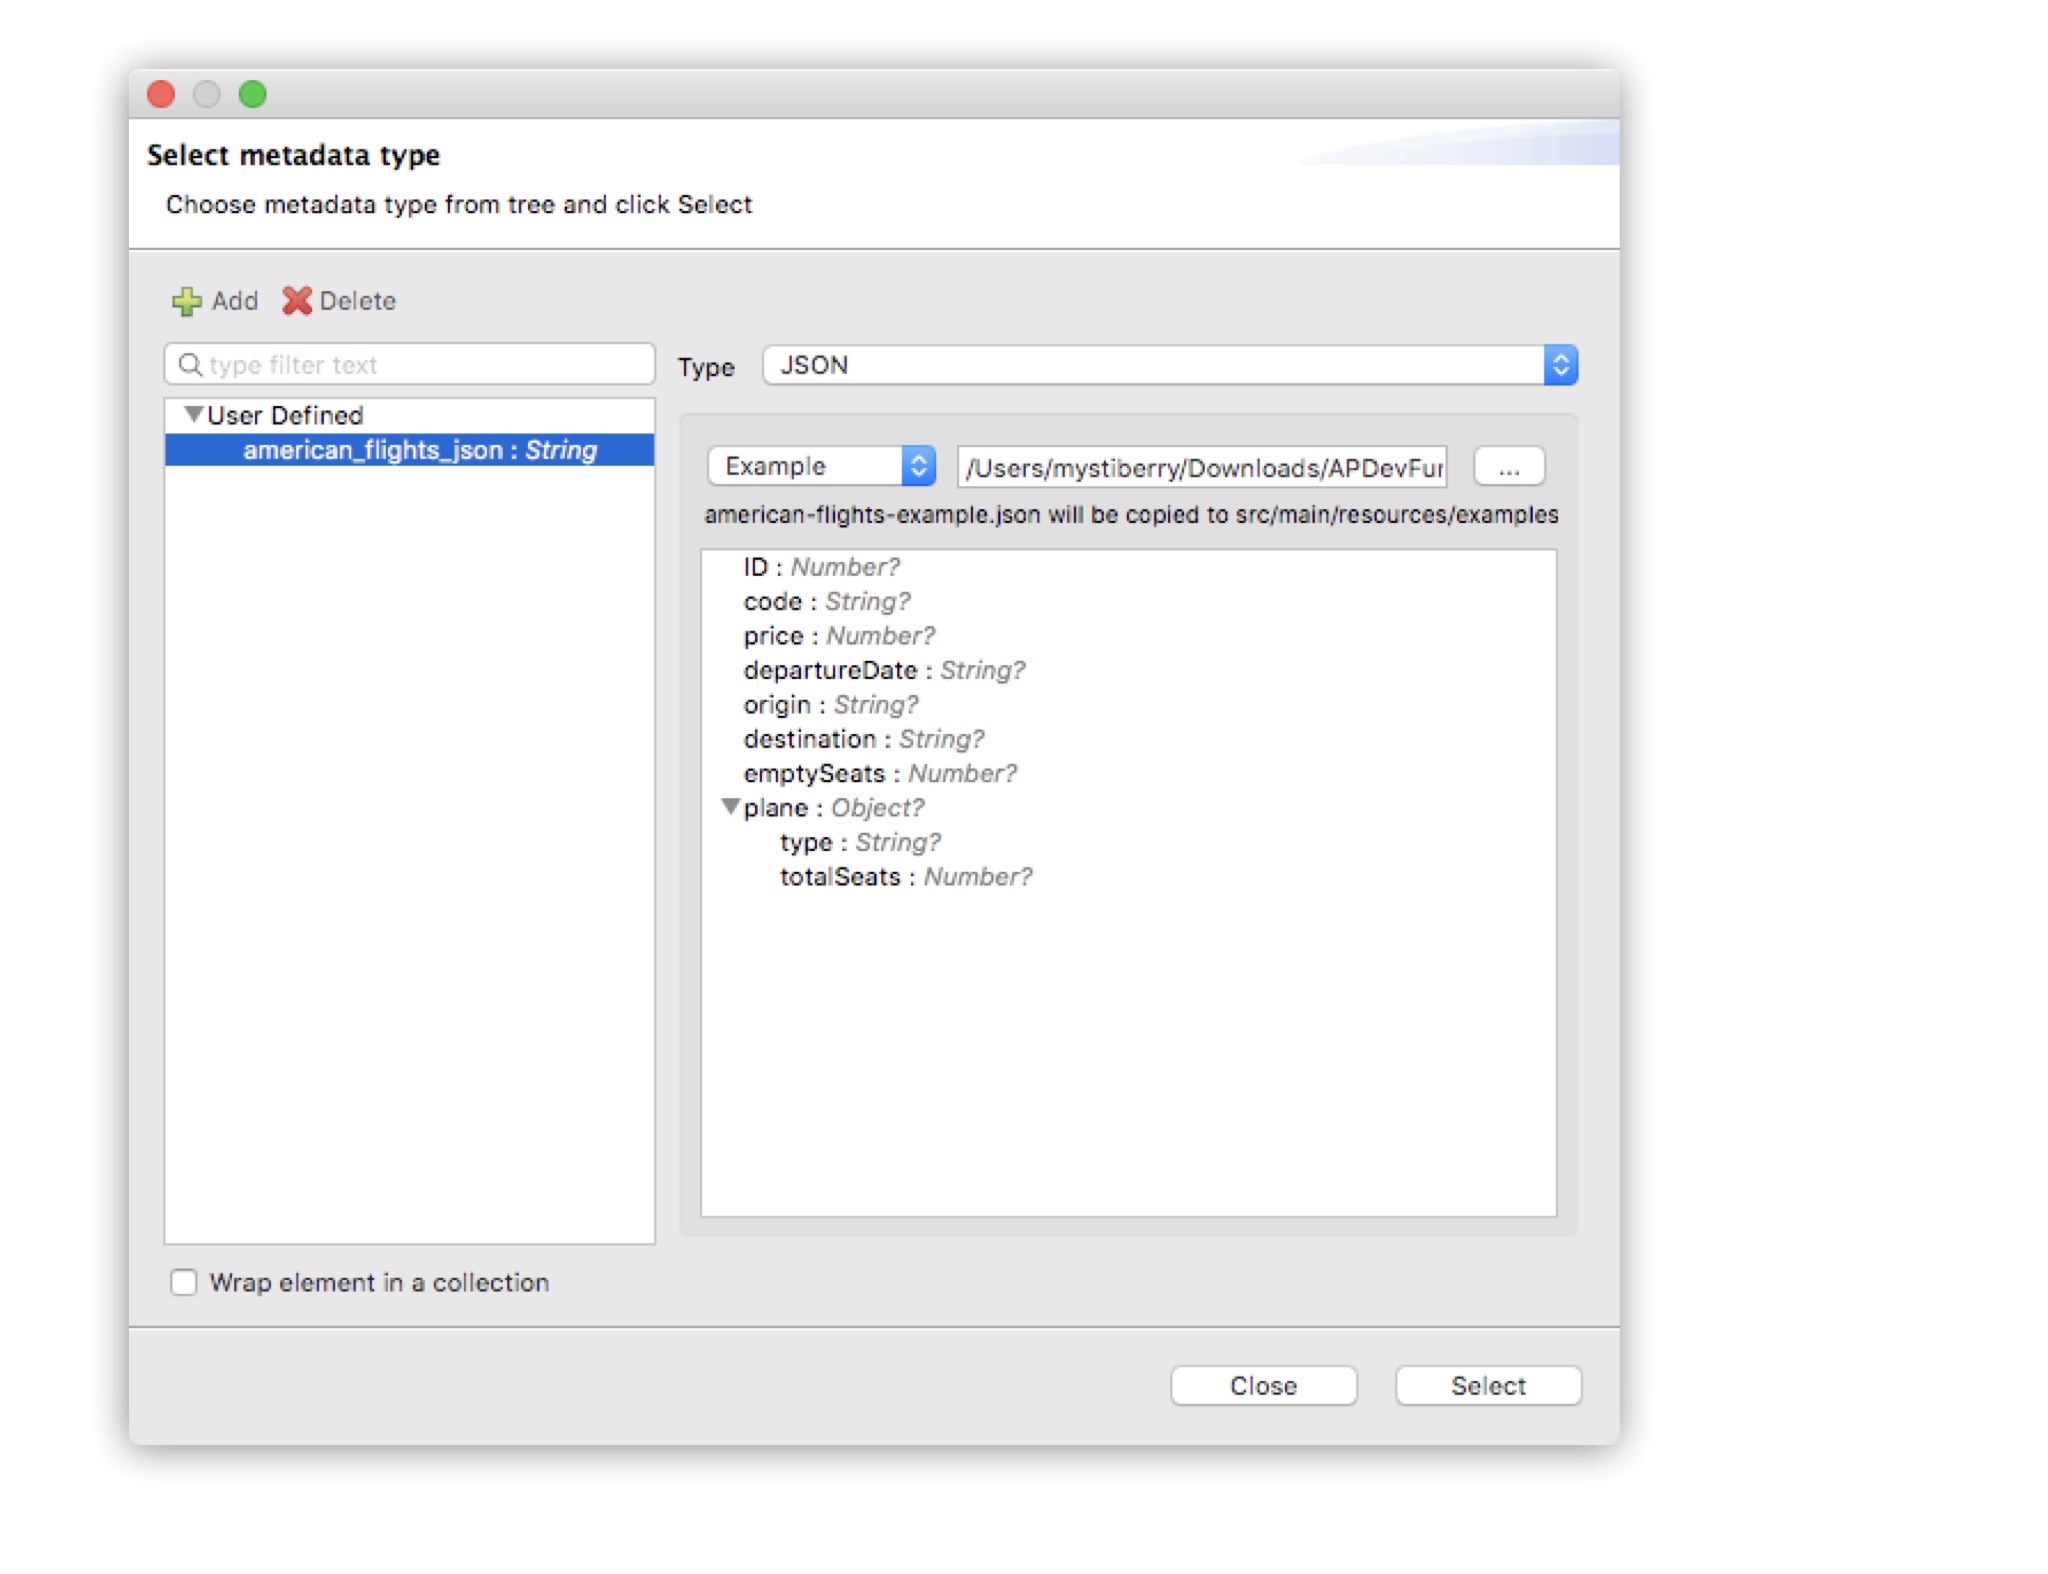 Select metadata type
Choose metadata type from tree and click Select
Add Delete
type filter text
Type JSON
User Defined
american_flights_json : String
Example /Users/mystiberry/Downloads/APDevFur ...
american-flights-example.json will be copied to src/main/resources/examples
ID : Number?
code : String?
price : Number?
departureDate : String?
origin : String?
destination : String?
emptySeats : Number?
plane : Object?
type : String?
totalSeats : Number?
Wrap element in a collection
Close Select